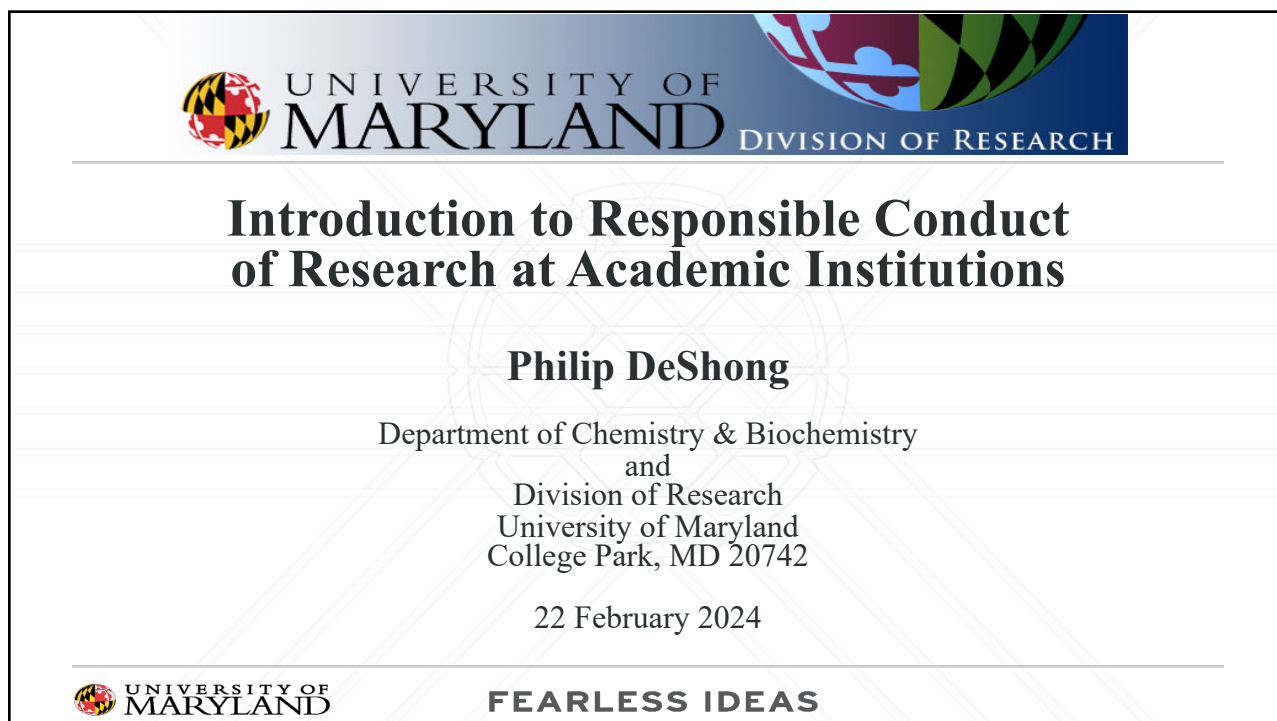 UNIVERSITY OF
MARYLAND DIVISION OF RESEARCH
Introduction to Responsible Conduct
of Research at Academic Institutions
Philip DeShong
Department of Chemistry & Biochemistry
and
Division of Research
University of Maryland
College Park, MD 20742
22 February 2024
UNIVERSITY OF
MARYLAND
FEARLESS IDEAS